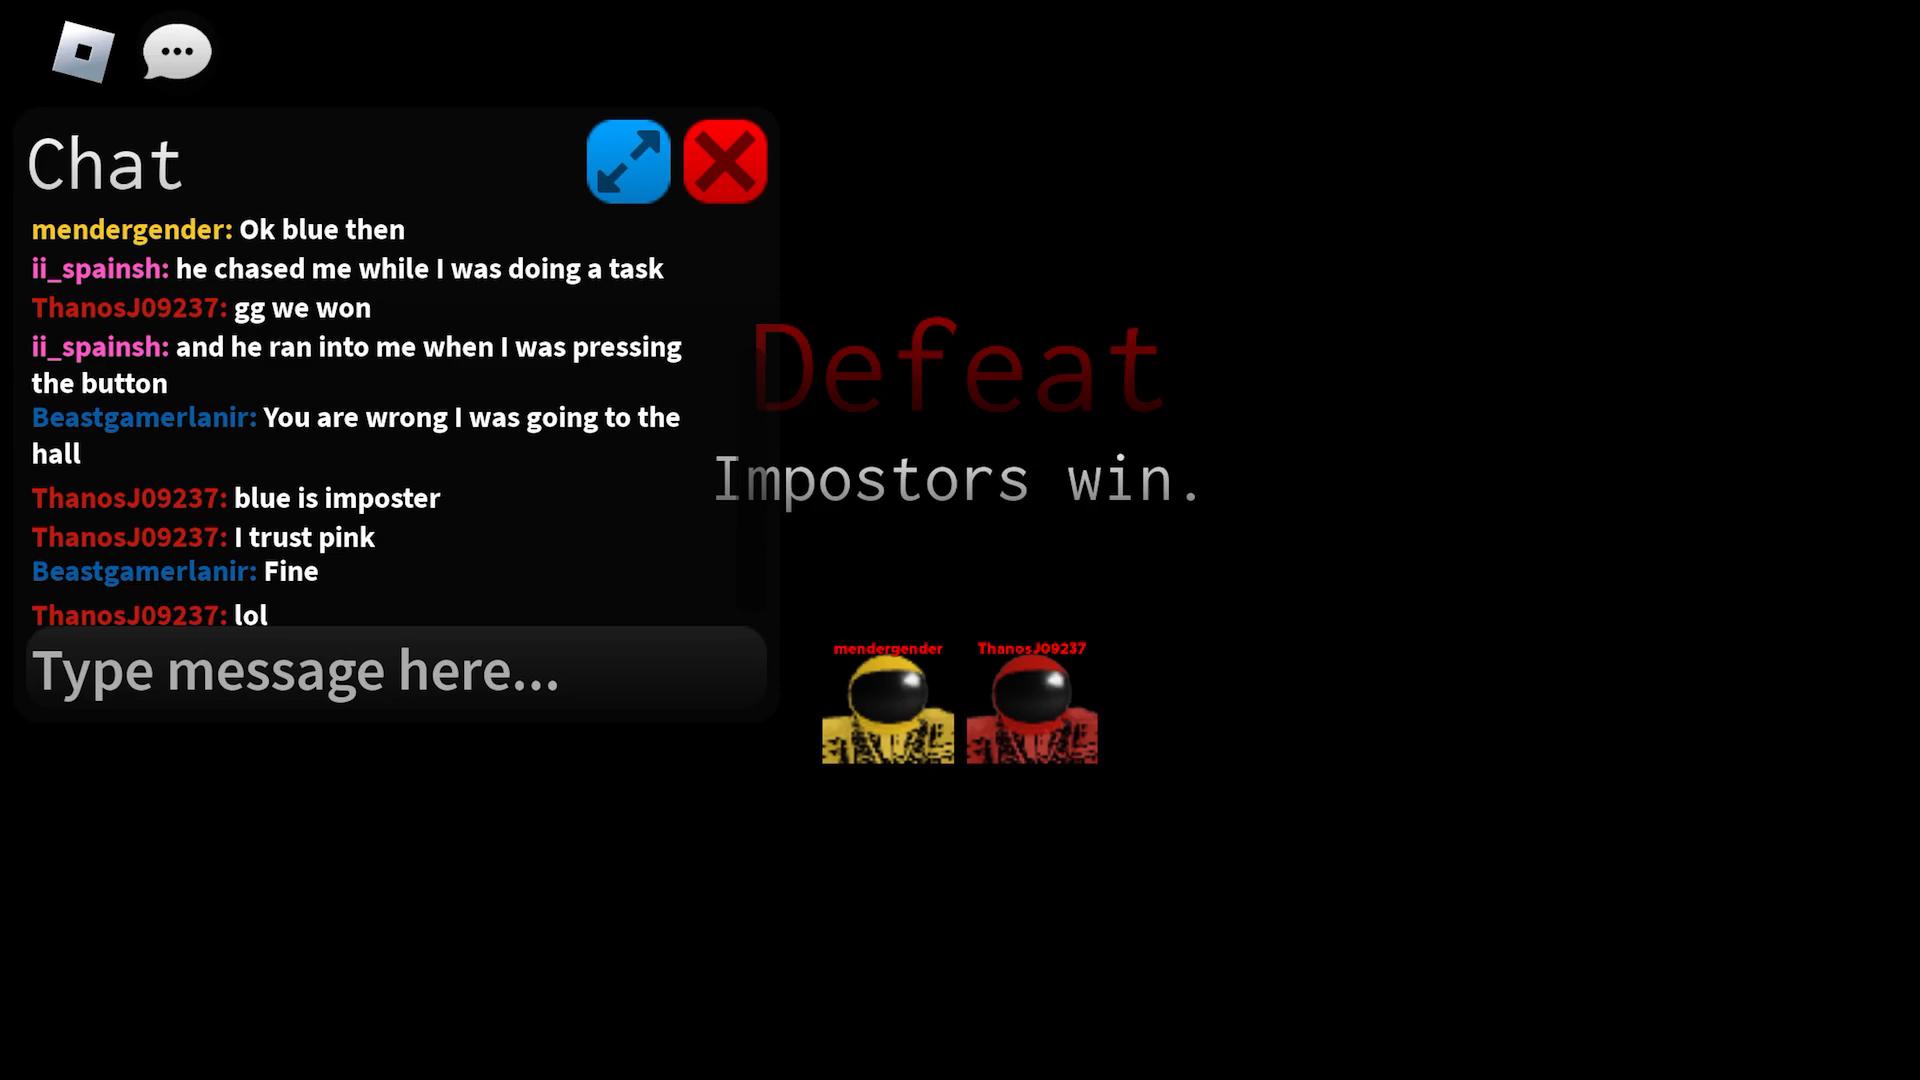 Chat
mendergender: Ok blue then
ii_spainsh: he chased me while I was doing a task
ThanosJ09237: gg we won
ii_spainsh: and he ran into me when I was pressing
the button
Beastgamerlanir: You are wrong I was going to the
hall
ThanosJ09237: blue is imposter
ThanosJ09237: I trust pink
Beastgamerlanir: Fine
ThanosJ09237: lol
Type message here...
Defeat
Impostors win.
mendergender ThanosJ09237